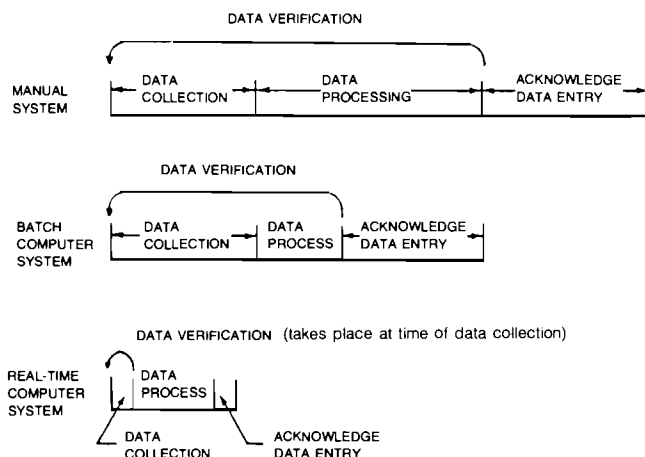 DATA VERIFICATION
MANUAL
SYSTEM
DATA
COLLECTION
DATA
PROCESSING
ACKNOWLEDGE
DATA ENTRY
DATA VERIFICATION
BATCH
COMPUTER
SYSTEM
DATA
COLLECTION
DATA
PROCESS
ACKNOWLEDGE
DATA ENTRY
DATA VERIFICATION (takes place at time of data collection)
REAL-TIME
COMPUTER
SYSTEM
DATA
PROCESS
DATA
COLLECTION
ACKNOWLEDGE
DATA ENTRY